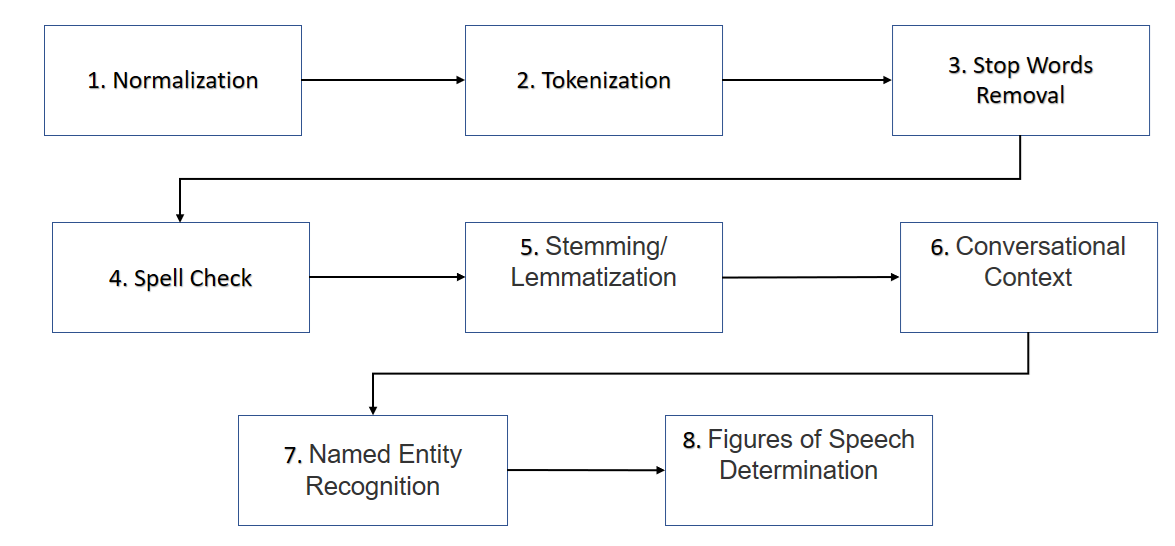 1. Normalization
2. Tokenization
3. Stop Words
Removal
4. Spell Check
5. Stemming/
Lemmatization
6. Conversational
Context
7. Named Entity
Recognition
8. Figures of Speech
Determination